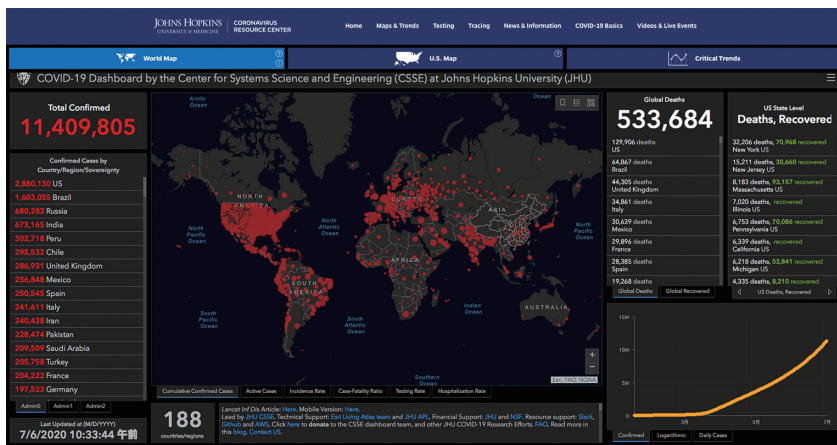 JOHNS HOPKINS
UNIVERSITY & MEDICINE
CORONAVIRUS
RESOURCE CENTER
Home
Maps & Trends
Testing
Tracing
News & Information
COVID-19 Basics
Videos & Live Events
World Map
U.S. Map
Critical Trends
COVID-19 Dashboard by the Center for Systems Science and Engineering (CSSE) at Johns Hopkins University (JHU)
Total Confirmed
11,409,805
Confirmed Cases by
Country/Region/Sovereignty
2,880,130 US
1,603,055 Brazil
680,283 Russia
673,165 India
302,718 Peru
295,532 Chile
286,931 United Kingdom
256,848 Mexico
250,545 Spain
241,611 Italy
240,438 Iran
228,474 Pakistan
209,509 Saudi Arabia
205,758 Turkey
204,222 France
197,523 Germany
Admin0
Admin1
Admin2
Last Updated at (M/D/YYYY)
7/6/2020 10:33:44 午前
Arctic
Ocean
Ocean
NORTH
AMERICA
EUROPE
ASIA
North
Pacific
Ocean
North
Atlantic
Ocean
North
Pacific
Ocean
AFRICA
SOUTH
AMERICA
Indian
Ocean
AUSTRALIA
South
Pacific
Ocean
South
Atlantic
Ocean
Southern
Ocean
+
−
Esri, FAO, NOAA
Cumulative Confirmed Cases
Active Cases
Incidence Rate
Case-Fatality Ratio
Testing Rate
Hospitalization Rate
188
countries/regions
Lancet Inf Dis Article: Here. Mobile Version: Here.
Lead by JHU CSSE. Technical Support: Esri Living Atlas team and JHU APL. Financial Support: JHU and NSF. Resource support: Slack,
Github and AWS. Click here to donate to the CSSE dashboard team, and other JHU COVID-19 Research Efforts. FAQ. Read more in
this blog. Contact US.
Global Deaths
533,684
129,906 deaths
US
64,867 deaths
Brazil
44,305 deaths
United Kingdom
34,861 deaths
Italy
30,639 deaths
Mexico
29,896 deaths
France
28,385 deaths
Spain
19,268 deaths
Global Deaths
Global Recovered
US State Level
Deaths, Recovered
32,206 deaths, 70,968 recovered
New York US
15,211 deaths, 30,660 recovered
New Jersey US
8,183 deaths, 93,157 recovered
Massachusetts US
7,020 deaths, recovered
Illinois US
6,753 deaths, 70,086 recovered
Pennsylvania US
6,339 deaths, recovered
California US
6,218 deaths, 52,841 recovered
Michigan US
4,335 deaths, 8,210 recovered
US Deaths, Recovered
15M
10M
5M
0
3月
5月
7月
Confirmed
Logarithmic
Daily Cases